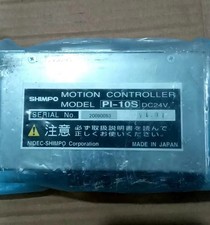 SHIMPO MOTION CONTROLLER
MODEL PI-10S DC24V
SERIAL No
注意 必ず取扱説明書を読んで
正しくお使いください
NIDEC-SHIMPO Corporation MADE IN JAPAN